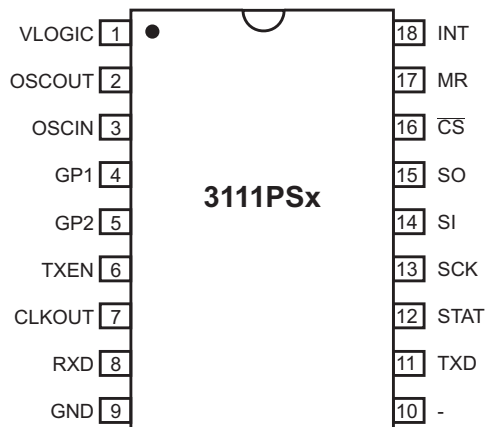 VLOGIC 1 18 INT
OSCOUT 2 17 MR
OSCIN 3 16 C̅S̅
GP1 4 15 SO
3111PSx
GP2 5 14 SI
TXEN 6 13 SCK
CLKOUT 7 12 STAT
RXD 8 11 TXD
GND 9 10 -